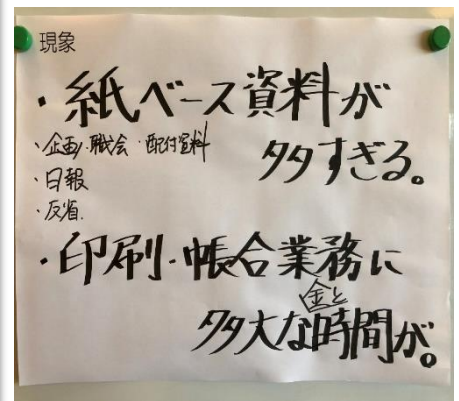 現象
・紙ベース資料が
多すぎる。
・企画・職会・配付資料
・日報
・反省.
・印刷・帳合業務に
金と
多大な時間が。